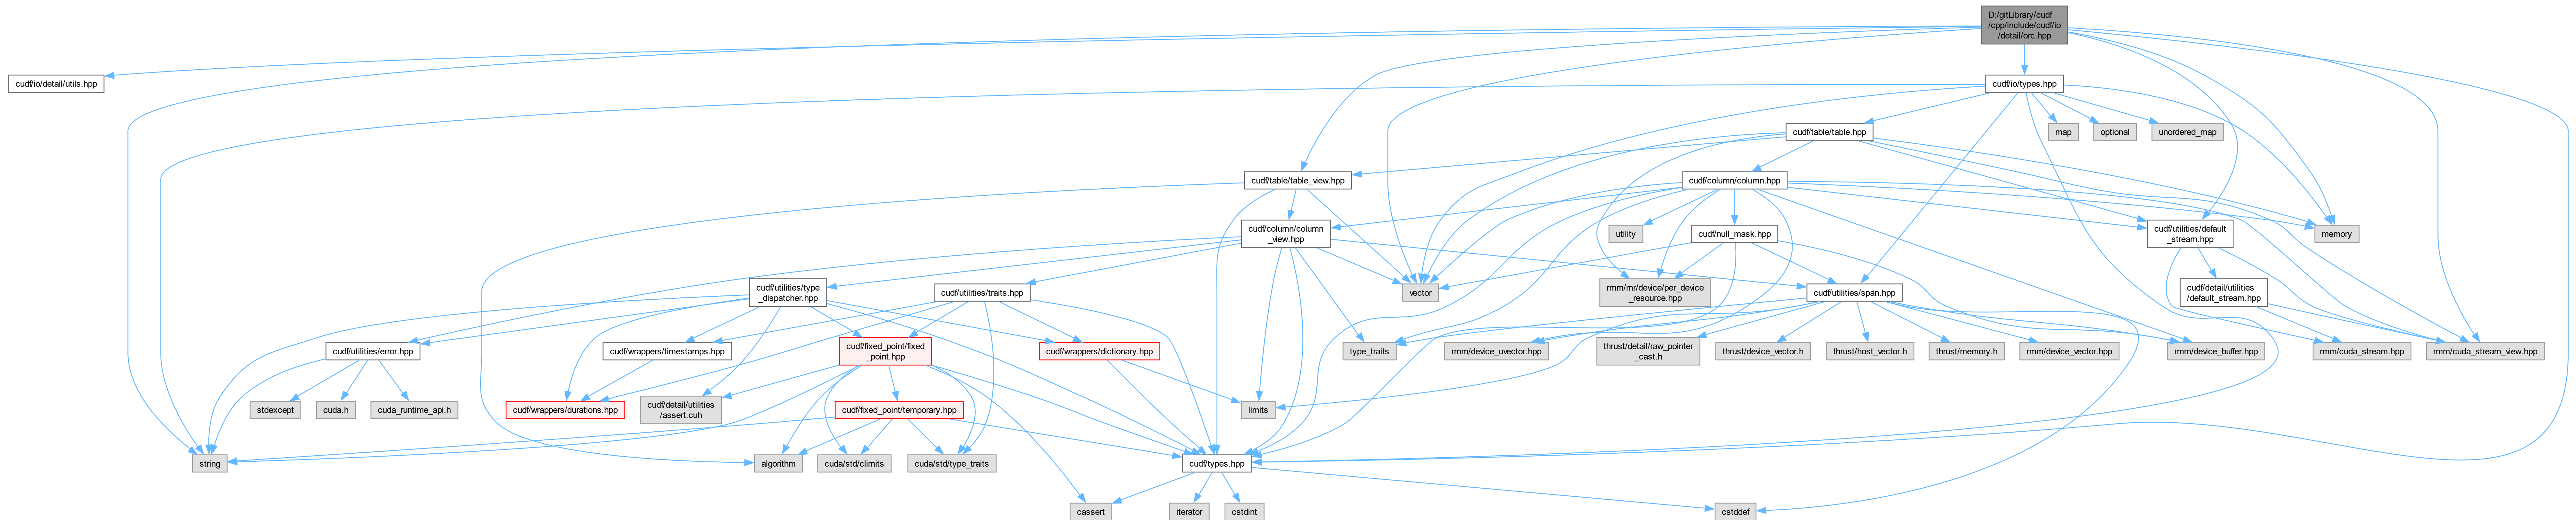 D:/gitLibrary/cudf
/cpp/include/cudf/io
/detail/orc.hpp
cudf/io/detail/utils.hpp
cudf/io/types.hpp
cudf/table/table.hpp
map
optional
unordered_map
cudf/table/table_view.hpp
cudf/column/column.hpp
cudf/column/column
_view.hpp
utility
cudf/null_mask.hpp
cudf/utilities/default
_stream.hpp
memory
cudf/utilities/type
_dispatcher.hpp
cudf/utilities/traits.hpp
vector
rmm/mr/device/per_device
_resource.hpp
cudf/utilities/span.hpp
cudf/detail/utilities
/default_stream.hpp
cudf/utilities/error.hpp
cudf/wrappers/timestamps.hpp
cudf/fixed_point/fixed
_point.hpp
cudf/wrappers/dictionary.hpp
type_traits
rmm/device_uvector.hpp
thrust/detail/raw_pointer
_cast.h
thrust/device_vector.h
thrust/host_vector.h
thrust/memory.h
rmm/device_vector.hpp
rmm/device_buffer.hpp
rmm/cuda_stream.hpp
rmm/cuda_stream_view.hpp
stdexcept
cuda.h
cuda_runtime_api.h
cudf/wrappers/durations.hpp
cudf/detail/utilities
/assert.cuh
cudf/fixed_point/temporary.hpp
limits
string
algorithm
cuda/std/climits
cuda/std/type_traits
cudf/types.hpp
cassert
iterator
cstdint
cstddef